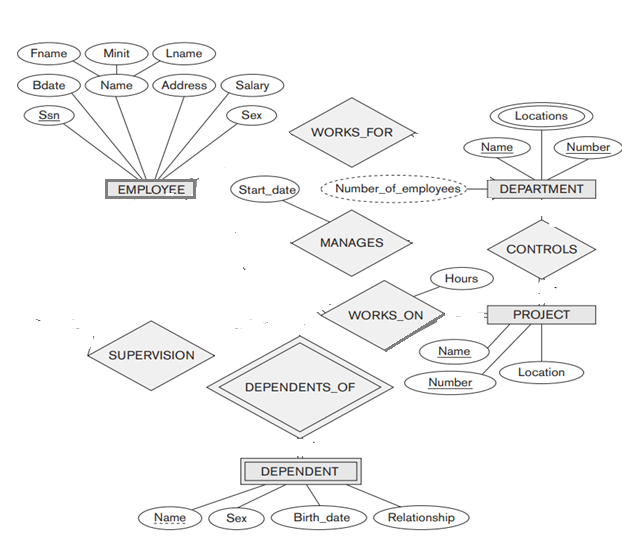 Fname Minit Lname
Bdate Name Address Salary
Ssn Sex
WORKS_FOR
Locations
Name Number
EMPLOYEE Start_date Number_of_employees DEPARTMENT
MANAGES CONTROLS
Hours
WORKS_ON PROJECT
SUPERVISION Name
Number Location
DEPENDENTS_OF
DEPENDENT
Name Sex Birth_date Relationship